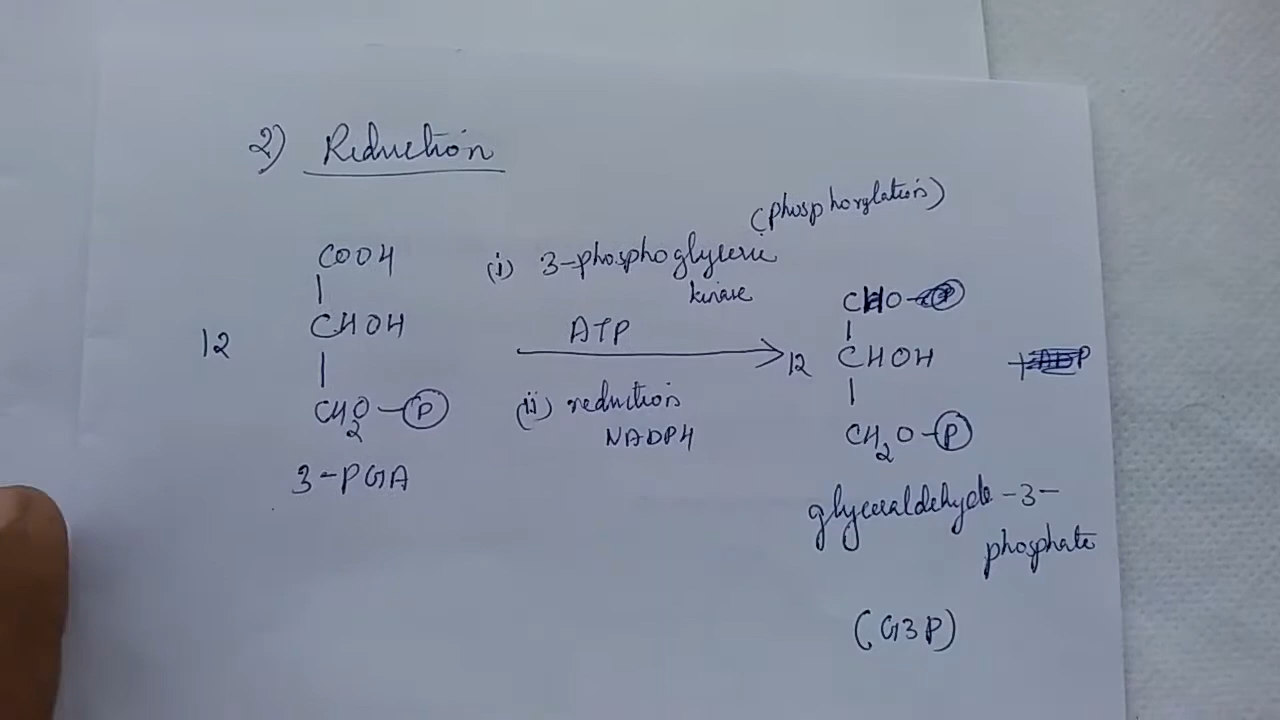 2) Reduction
(phosphorylation)
COOH
(i) 3-phosphoglyceric
kinase
CHO
12 CHOH
ATP
12 CHOH
CH2O-P
(ii) reduction
NADPH
CH2O-P
3-PGA
glyceraldehyde-3-
phosphate
(G3P)